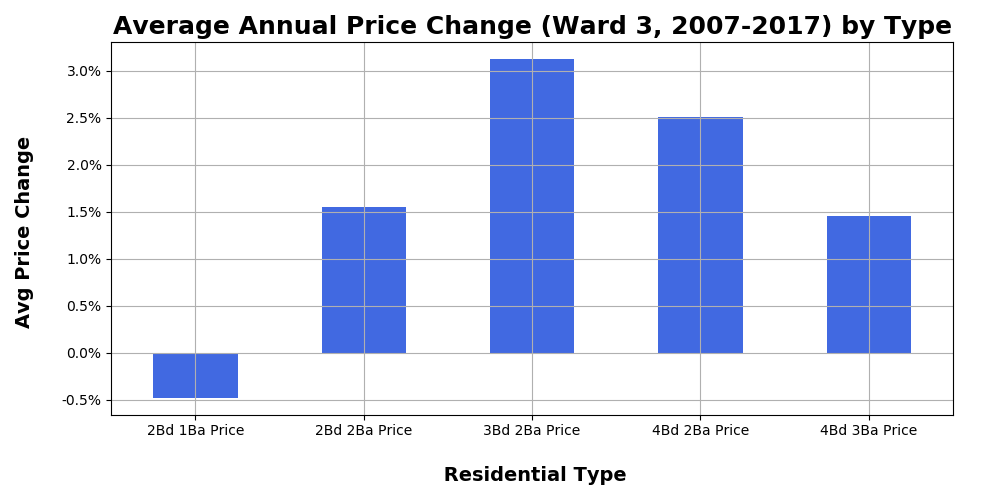 Average Annual Price Change (Ward 3, 2007-2017) by Type
Avg Price Change
3.0%
2.5%
2.0%
1.5%
1.0%
0.5%
0.0%
-0.5%
2Bd 1Ba Price
2Bd 2Ba Price
3Bd 2Ba Price
4Bd 2Ba Price
4Bd 3Ba Price
Residential Type